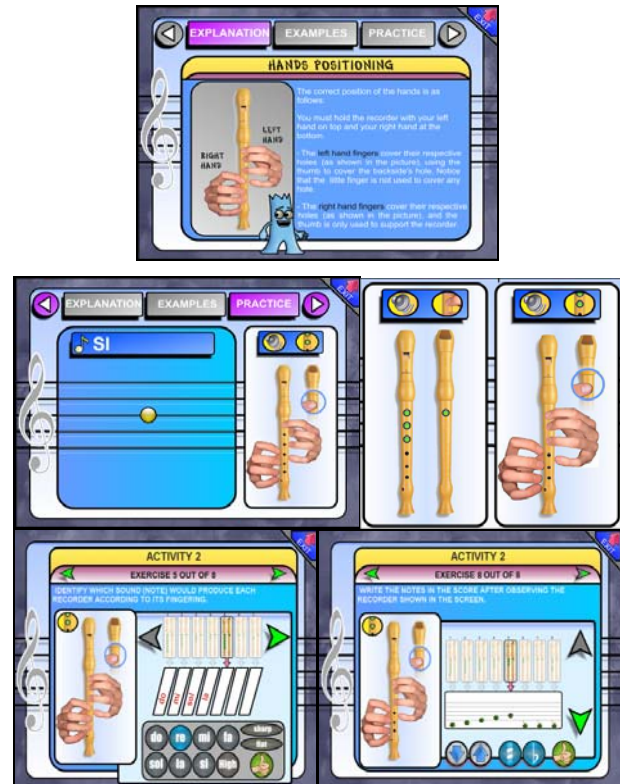 EXIT
EXPLANATION EXAMPLES PRACTICE
HANDS POSITIONING
LEFT
HAND
RIGHT
HAND
The correct position of the hands is as
follows:
You must hold the recorder with your left
hand on top and your right hand at the
bottom.
- The left hand fingers cover their respective
holes (as shown in the picture), using the
thumb to cover the backside's hole. Notice
that the little finger is not used to cover any
hole.
- The right hand fingers cover their respective
holes (as shown in the picture), and the
thumb is only used to support the recorder.
EXIT
EXPLANATION EXAMPLES PRACTICE
SI
EXIT
ACTIVITY 2
EXERCISE 5 OUT OF 8
IDENTIFY WHICH SOUND (NOTE) WOULD PRODUCE EACH
RECORDER ACCORDING TO ITS FINGERING.
do mi sol la
do re mi fa sharp
flat
sol la si High
EXIT
ACTIVITY 2
EXERCISE 8 OUT OF 8
WRITE THE NOTES IN THE SCORE AFTER OBSERVING THE
RECORDER SHOWN IN THE SCREEN.